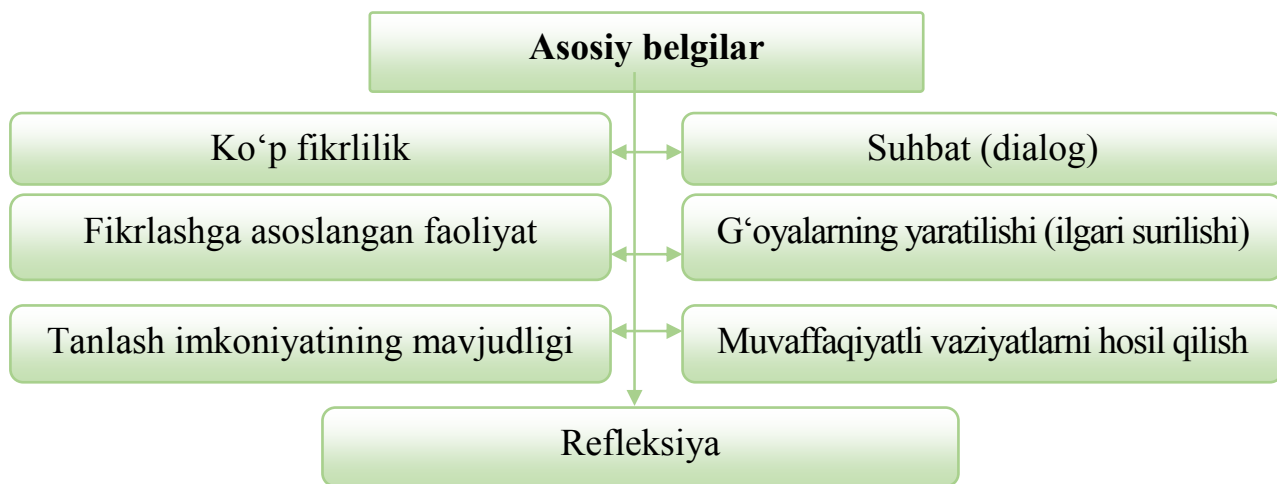 Asosiy belgilar
Ko‘p fikrlilik
Suhbat (dialog)
Fikrlashga asoslangan faoliyat
G‘oyalarning yaratilishi (ilgari surilishi)
Tanlash imkoniyatining mavjudligi
Muvaffaqiyatli vaziyatlarni hosil qilish
Refleksiya